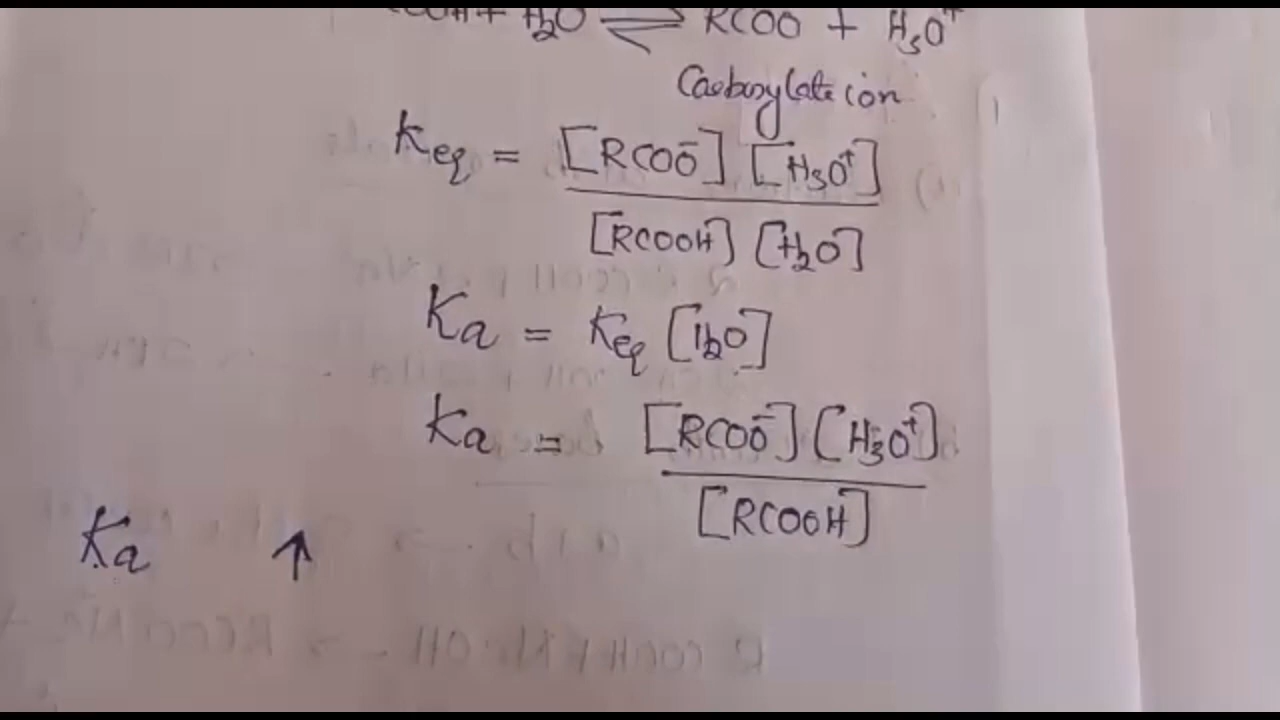 RCOOH + H₂O ⇌ RCOO + H₃O⁺
Carboxylate ion
Keq = [RCOO⁻] [H₃O⁺] / [RCOOH] [H₂O]
Ka = Keq [H₂O]
Ka = [RCOO⁻] [H₃O⁺] / [RCOOH]
Ka ↑